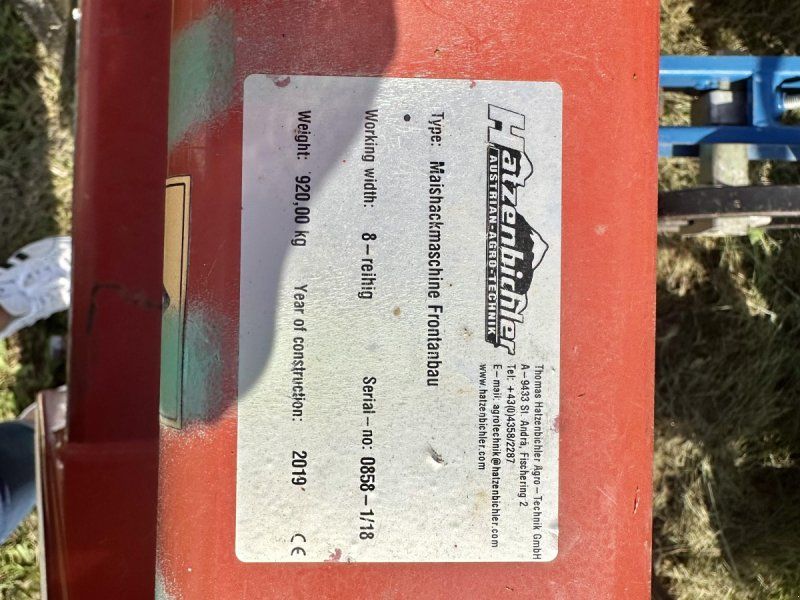 Hatzenbichler
AUSTRIAN-AGRO-TECHNIK
Thomas Hatzenbichler Agro – Technik GmbH
A – 9433 St. Andrä, Fischering 2
Tel: +43(0)4358/2287
E – mail: agrotechnik@hatzenbichler.com
www.hatzenbichler.com
Type: Maishackmaschine Frontanbau
Working width: 8 – reihig Serial – no: 0858 – 1/18
Weight: 920,00 kg Year of construction: 2019 CE